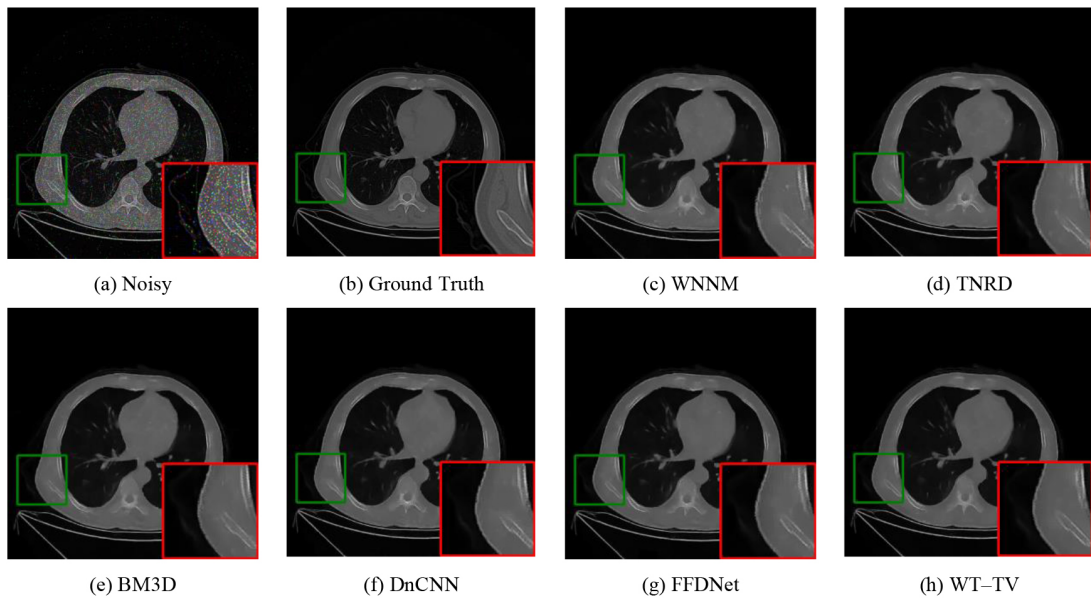 (a) Noisy
(b) Ground Truth
(c) WNNM
(d) TNRD
(e) BM3D
(f) DnCNN
(g) FFDNet
(h) WT–TV